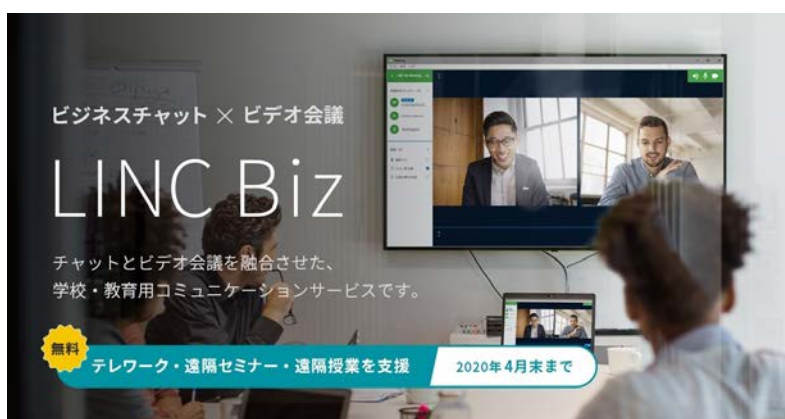 ビジネスチャット × ビデオ会議
LINC Biz
チャットとビデオ会議を融合させた、
学校・教育用コミュニケーションサービスです。
無料
テレワーク・遠隔セミナー・遠隔授業を支援
2020年4月末まで